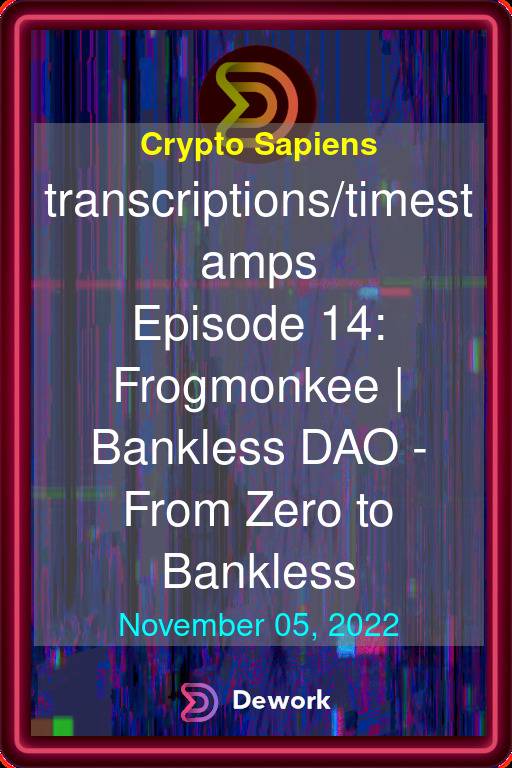 Crypto Sapiens
transcriptions/timest
amps
Episode 14:
Frogmonkee |
Bankless DAO -
From Zero to
Bankless
November 05, 2022
Dework